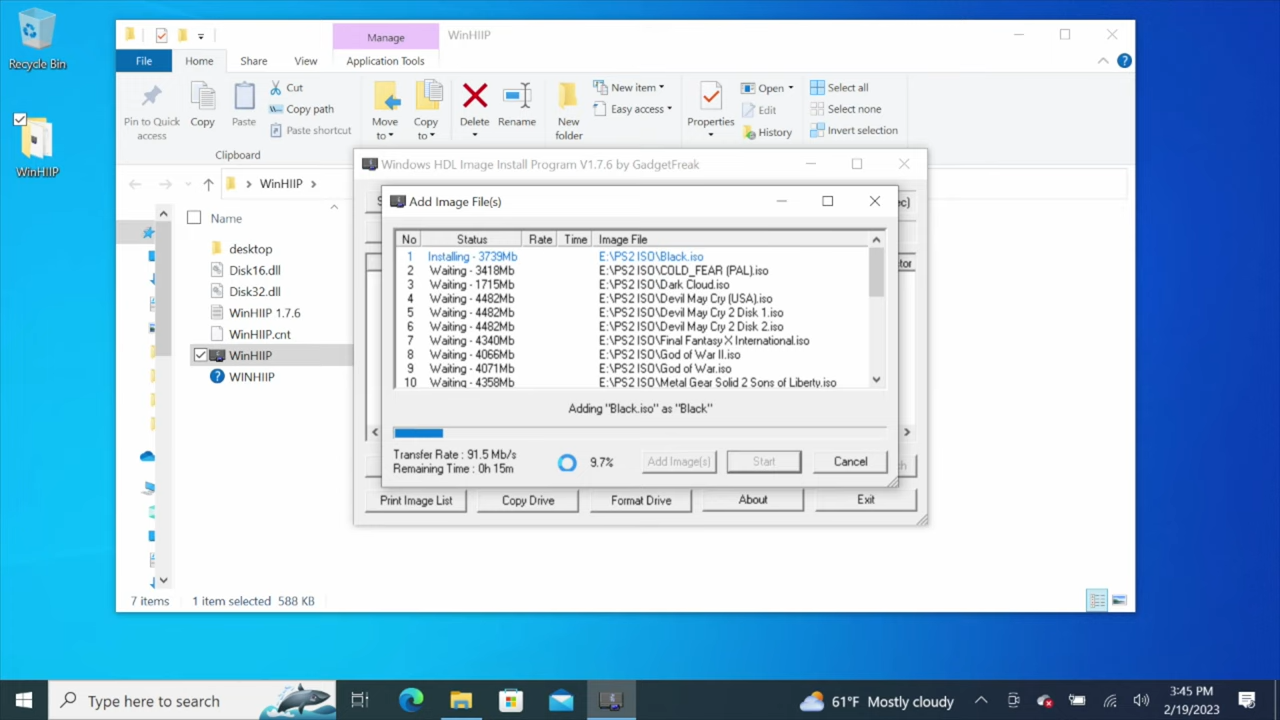 Recycle Bin
WinHIIP
Manage
WinHIIP
File
Home
Share
View
Application Tools
Pin to Quick access
Copy
Paste
Cut
Copy path
Paste shortcut
Clipboard
Move to
Copy to
Delete
Rename
New folder
New item
Easy access
Properties
Open
Edit
History
Select all
Select none
Invert selection
WinHIIP
Name
desktop
Disk16.dll
Disk32.dll
WinHIIP 1.7.6
WinHIIP.cnt
WinHIIP
WINHIIP
Windows HDL Image Install Program V1.7.6 by GadgetFreak
Add Image File(s)
No Status Rate Time Image File
1 Installing - 3739Mb E:\PS2 ISO\Black.iso
2 Waiting - 3418Mb E:\PS2 ISO\COLD_FEAR (PAL).iso
3 Waiting - 1715Mb E:\PS2 ISO\Dark Cloud.iso
4 Waiting - 4482Mb E:\PS2 ISO\Devil May Cry (USA).iso
5 Waiting - 4482Mb E:\PS2 ISO\Devil May Cry 2 Disk 1.iso
6 Waiting - 4482Mb E:\PS2 ISO\Devil May Cry 2 Disk 2.iso
7 Waiting - 4340Mb E:\PS2 ISO\Final Fantasy X International.iso
8 Waiting - 4066Mb E:\PS2 ISO\God of War II.iso
9 Waiting - 4071Mb E:\PS2 ISO\God of War.iso
10 Waiting - 4358Mb E:\PS2 ISO\Metal Gear Solid 2 Sons of Liberty.iso
Adding "Black.iso" as "Black"
Transfer Rate : 91.5 Mb/s
Remaining Time : 0h 15m
9.7%
Add Image(s)
Start
Cancel
Print Image List
Copy Drive
Format Drive
About
Exit
7 items 1 item selected 588 KB
Type here to search
61°F Mostly cloudy
3:45 PM
2/19/2023